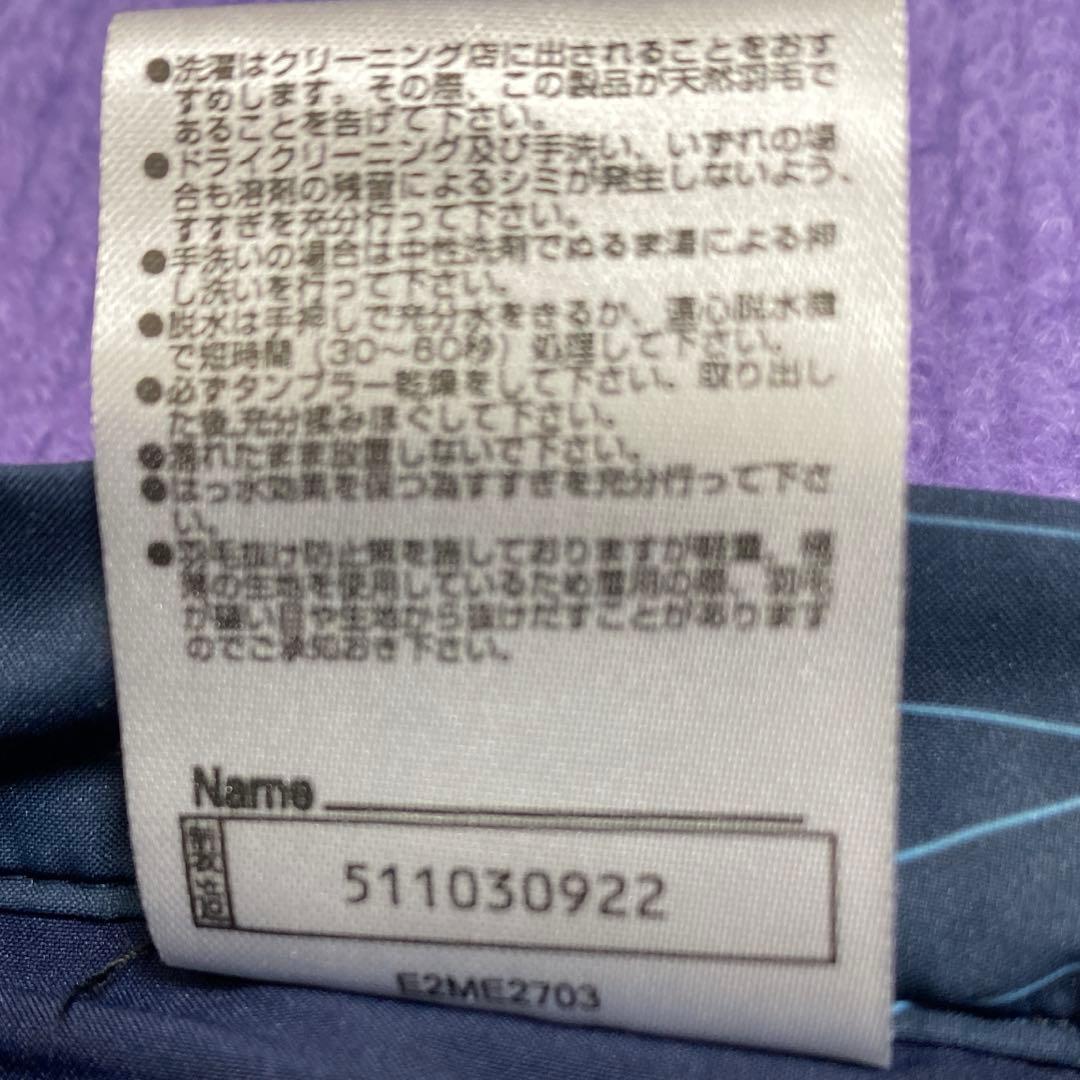 ●洗濯はクリーニング店に出されることをおす
すめします。その際、この製品が天然羽毛で
あることを告げて下さい。
●ドライクリーニング及び手洗い、いずれの場
合も溶剤の残留によるシミが発生しないよう、
すすぎを充分行って下さい。
●手洗いの場合は中性洗剤でぬるま湯による押
し洗いを行って下さい。
●脱水は手押しで充分水をきるか、遠心脱水機
で短時間(30〜60秒)処理して下さい。
●必ずタンブラー乾燥をして下さい。取り出し
た後充分揉みほぐして下さい。
●濡れたまま放置しないで下さい。
●はっ水効果を保つ為すすぎを充分行って下さ
い。
●羽毛抜け防止策を施しておりますが軽量、極
薄の生地を使用しているため着用の際、羽毛
が縫い目や生地から抜けだすことがあります
のでご承知おき下さい。
Name
製造
511030922
E2ME2703